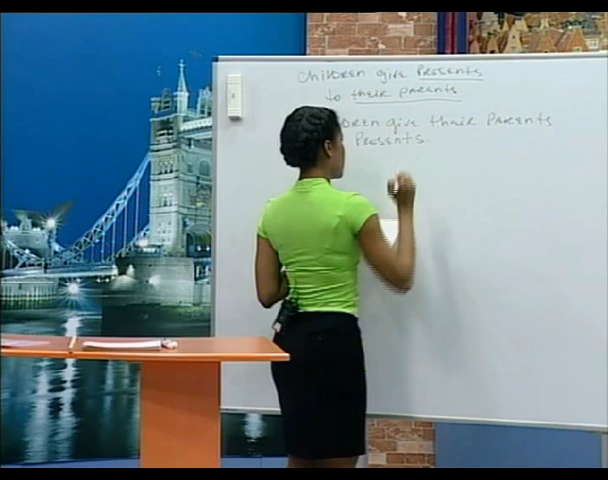 Children give Presents
to their parents
give their Parents
Presents.